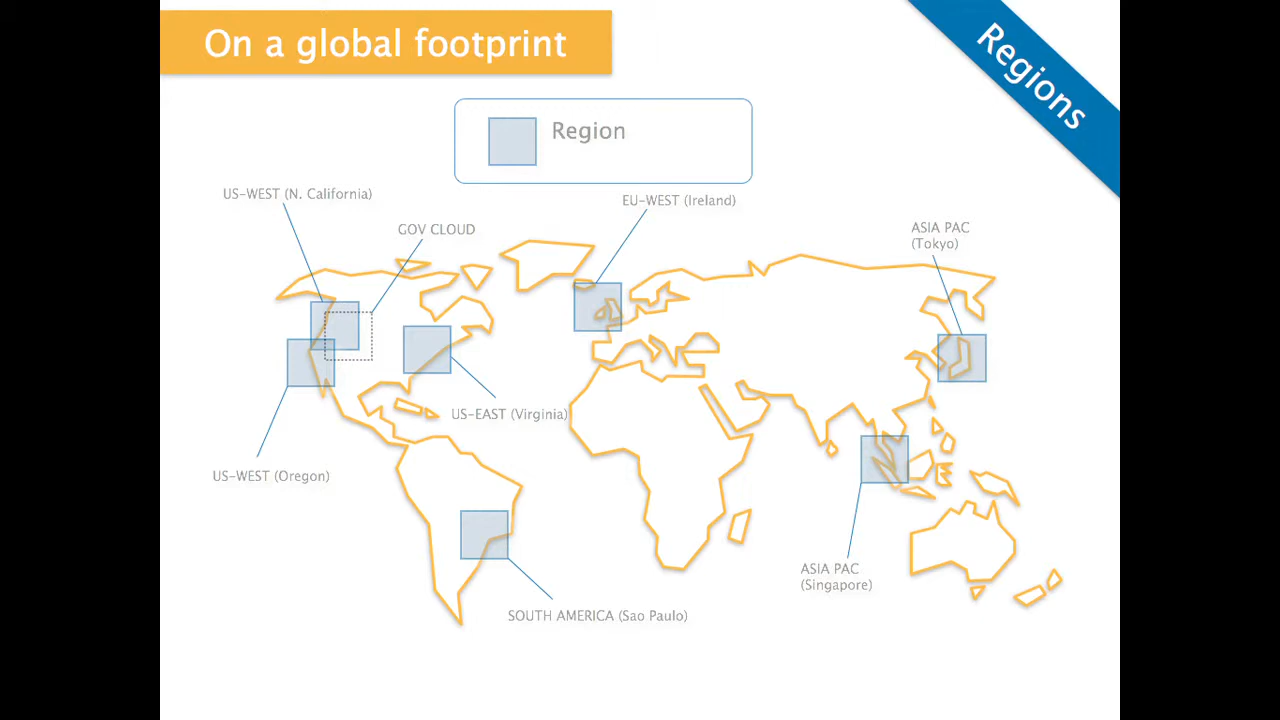 On a global footprint
Regions
Region
US-WEST (N. California)
GOV CLOUD
EU-WEST (Ireland)
ASIA PAC
(Tokyo)
US-EAST (Virginia)
US-WEST (Oregon)
ASIA PAC
(Singapore)
SOUTH AMERICA (Sao Paulo)